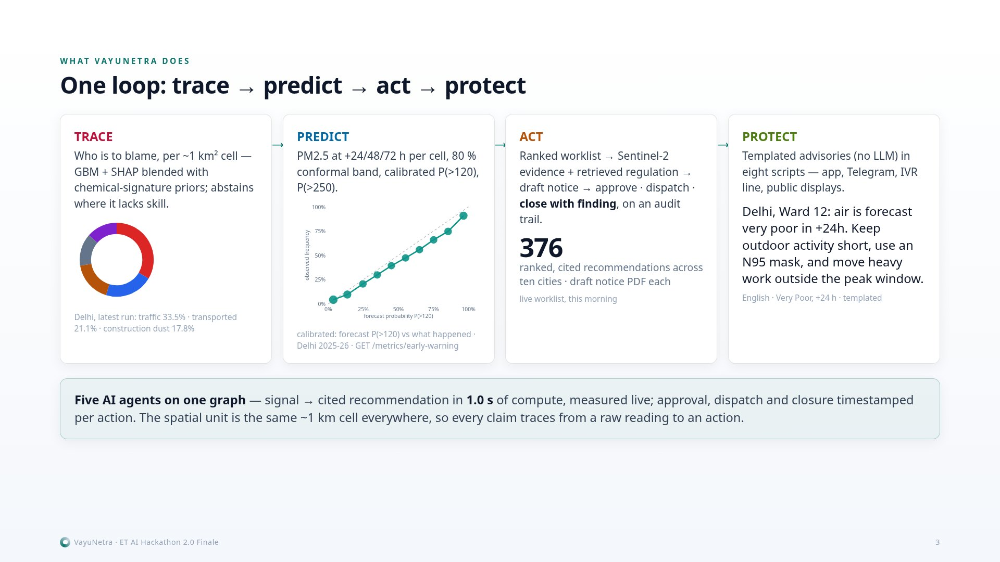 WHAT VAYUNETRA DOES
One loop: trace → predict → act → protect
TRACE
Who is to blame, per ~1 km² cell —
GBM + SHAP blended with
chemical-signature priors; abstains
where it lacks skill.
Delhi, latest run: traffic 33.5% · transported
21.1% · construction dust 17.8%
→
PREDICT
PM2.5 at +24/48/72 h per cell, 80 %
conformal band, calibrated P(>120),
P(>250).
100%
75%
50%
25%
0%
observed frequency
0% 25% 50% 75% 100%
forecast probability P(>120)
calibrated: forecast P(>120) vs what happened ·
Delhi 2025-26 · GET /metrics/early-warning
→
ACT
Ranked worklist → Sentinel-2
evidence + retrieved regulation →
draft notice → approve · dispatch ·
close with finding, on an audit
trail.
376
ranked, cited recommendations across
ten cities · draft notice PDF each
live worklist, this morning
→
PROTECT
Templated advisories (no LLM) in
eight scripts — app, Telegram, IVR
line, public displays.
Delhi, Ward 12: air is forecast
very poor in +24h. Keep
outdoor activity short, use an
N95 mask, and move heavy
work outside the peak window.
English · Very Poor, +24 h · templated
Five AI agents on one graph — signal → cited recommendation in 1.0 s of compute, measured live; approval, dispatch and closure timestamped
per action. The spatial unit is the same ~1 km cell everywhere, so every claim traces from a raw reading to an action.
VayuNetra · ET AI Hackathon 2.0 Finale
3